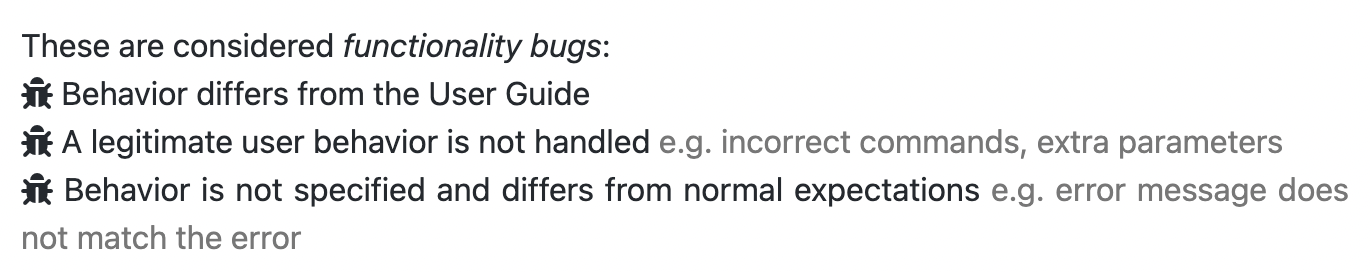 These are considered functionality bugs:
Behavior differs from the User Guide
A legitimate user behavior is not handled e.g. incorrect commands, extra parameters
Behavior is not specified and differs from normal expectations e.g. error message does
not match the error